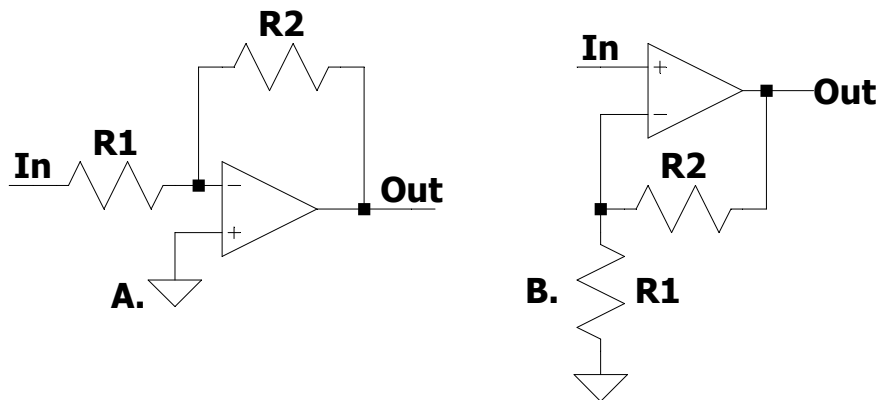 R2
R1
In
Out
−
+
A.
In
+
−
Out
R2
B.
R1